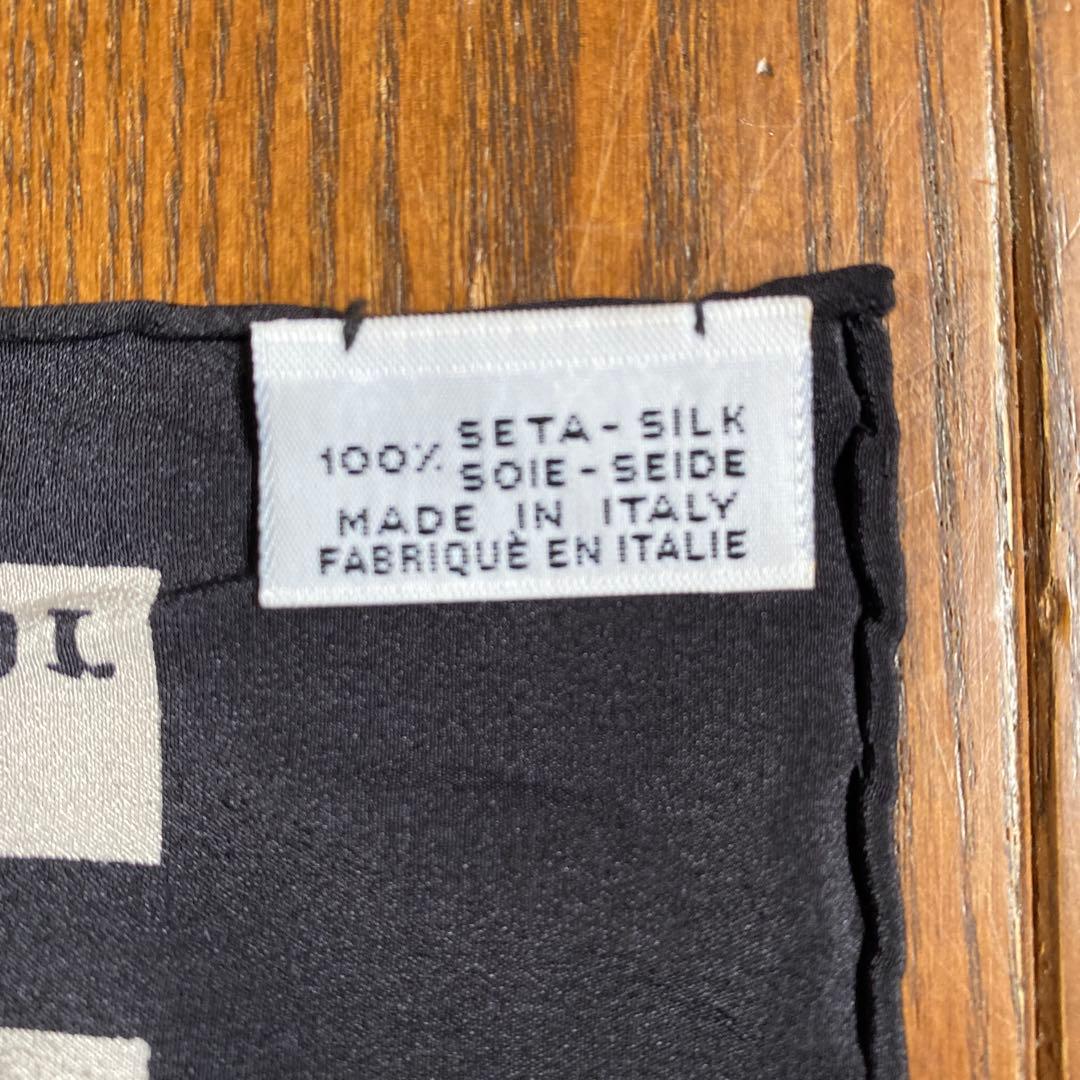 SETA - SILK
100% SOIE - SEIDE
MADE IN ITALY
FABRIQUÈ EN ITALIE